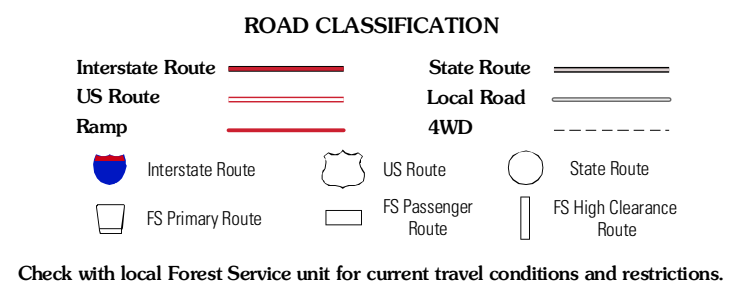 ROAD CLASSIFICATION
Interstate Route
State Route
US Route
Local Road
Ramp
4WD
Interstate Route
US Route
State Route
FS Primary Route
FS Passenger
Route
FS High Clearance
Route
Check with local Forest Service unit for current travel conditions and restrictions.